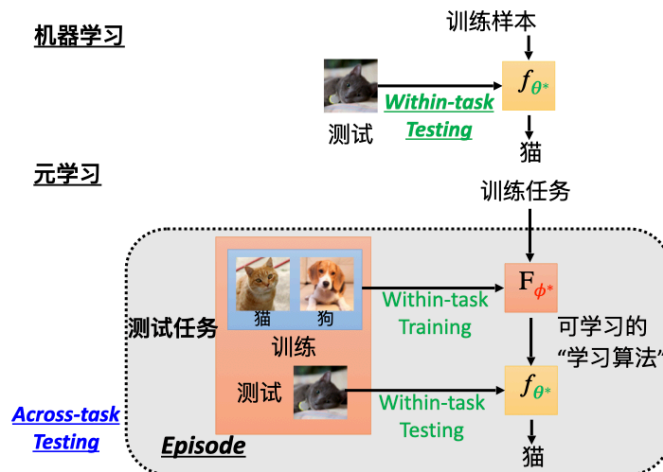 机器学习
训练样本
fθ*
Within-task
Testing
测试
猫
元学习
训练任务
测试任务
猫 狗
训练
Within-task
Training
Fϕ*
可学习的
“学习算法”
测试
Within-task
Testing
fθ*
猫
Across-task
Testing
Episode